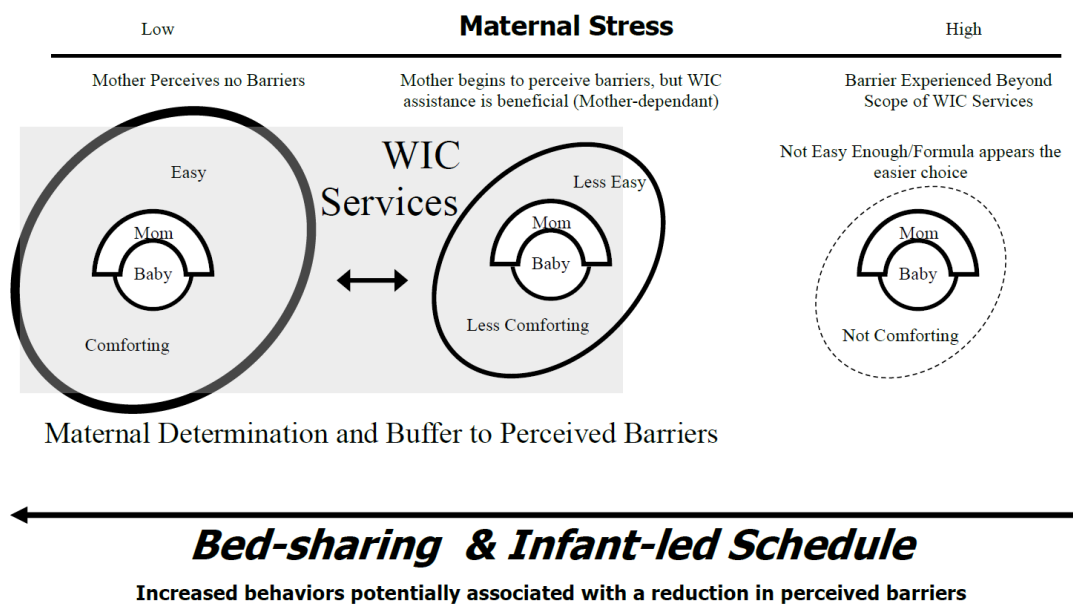 Low
Maternal Stress
High
Mother Perceives no Barriers
Mother begins to perceive barriers, but WIC
assistance is beneficial (Mother-dependant)
Barrier Experienced Beyond
Scope of WIC Services
Easy
Mom
Baby
Comforting
WIC
Services
Less Easy
Mom
Baby
Less Comforting
Not Easy Enough/Formula appears the
easier choice
Mom
Baby
Not Comforting
Maternal Determination and Buffer to Perceived Barriers
Bed-sharing & Infant-led Schedule
Increased behaviors potentially associated with a reduction in perceived barriers